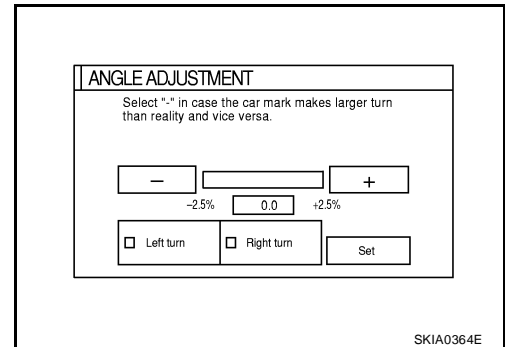 ANGLE ADJUSTMENT
Select "-" in case the car mark makes larger turn
than reality and vice versa.
– +
–2.5% 0.0 +2.5%
Left turn Right turn Set
SKIA0364E